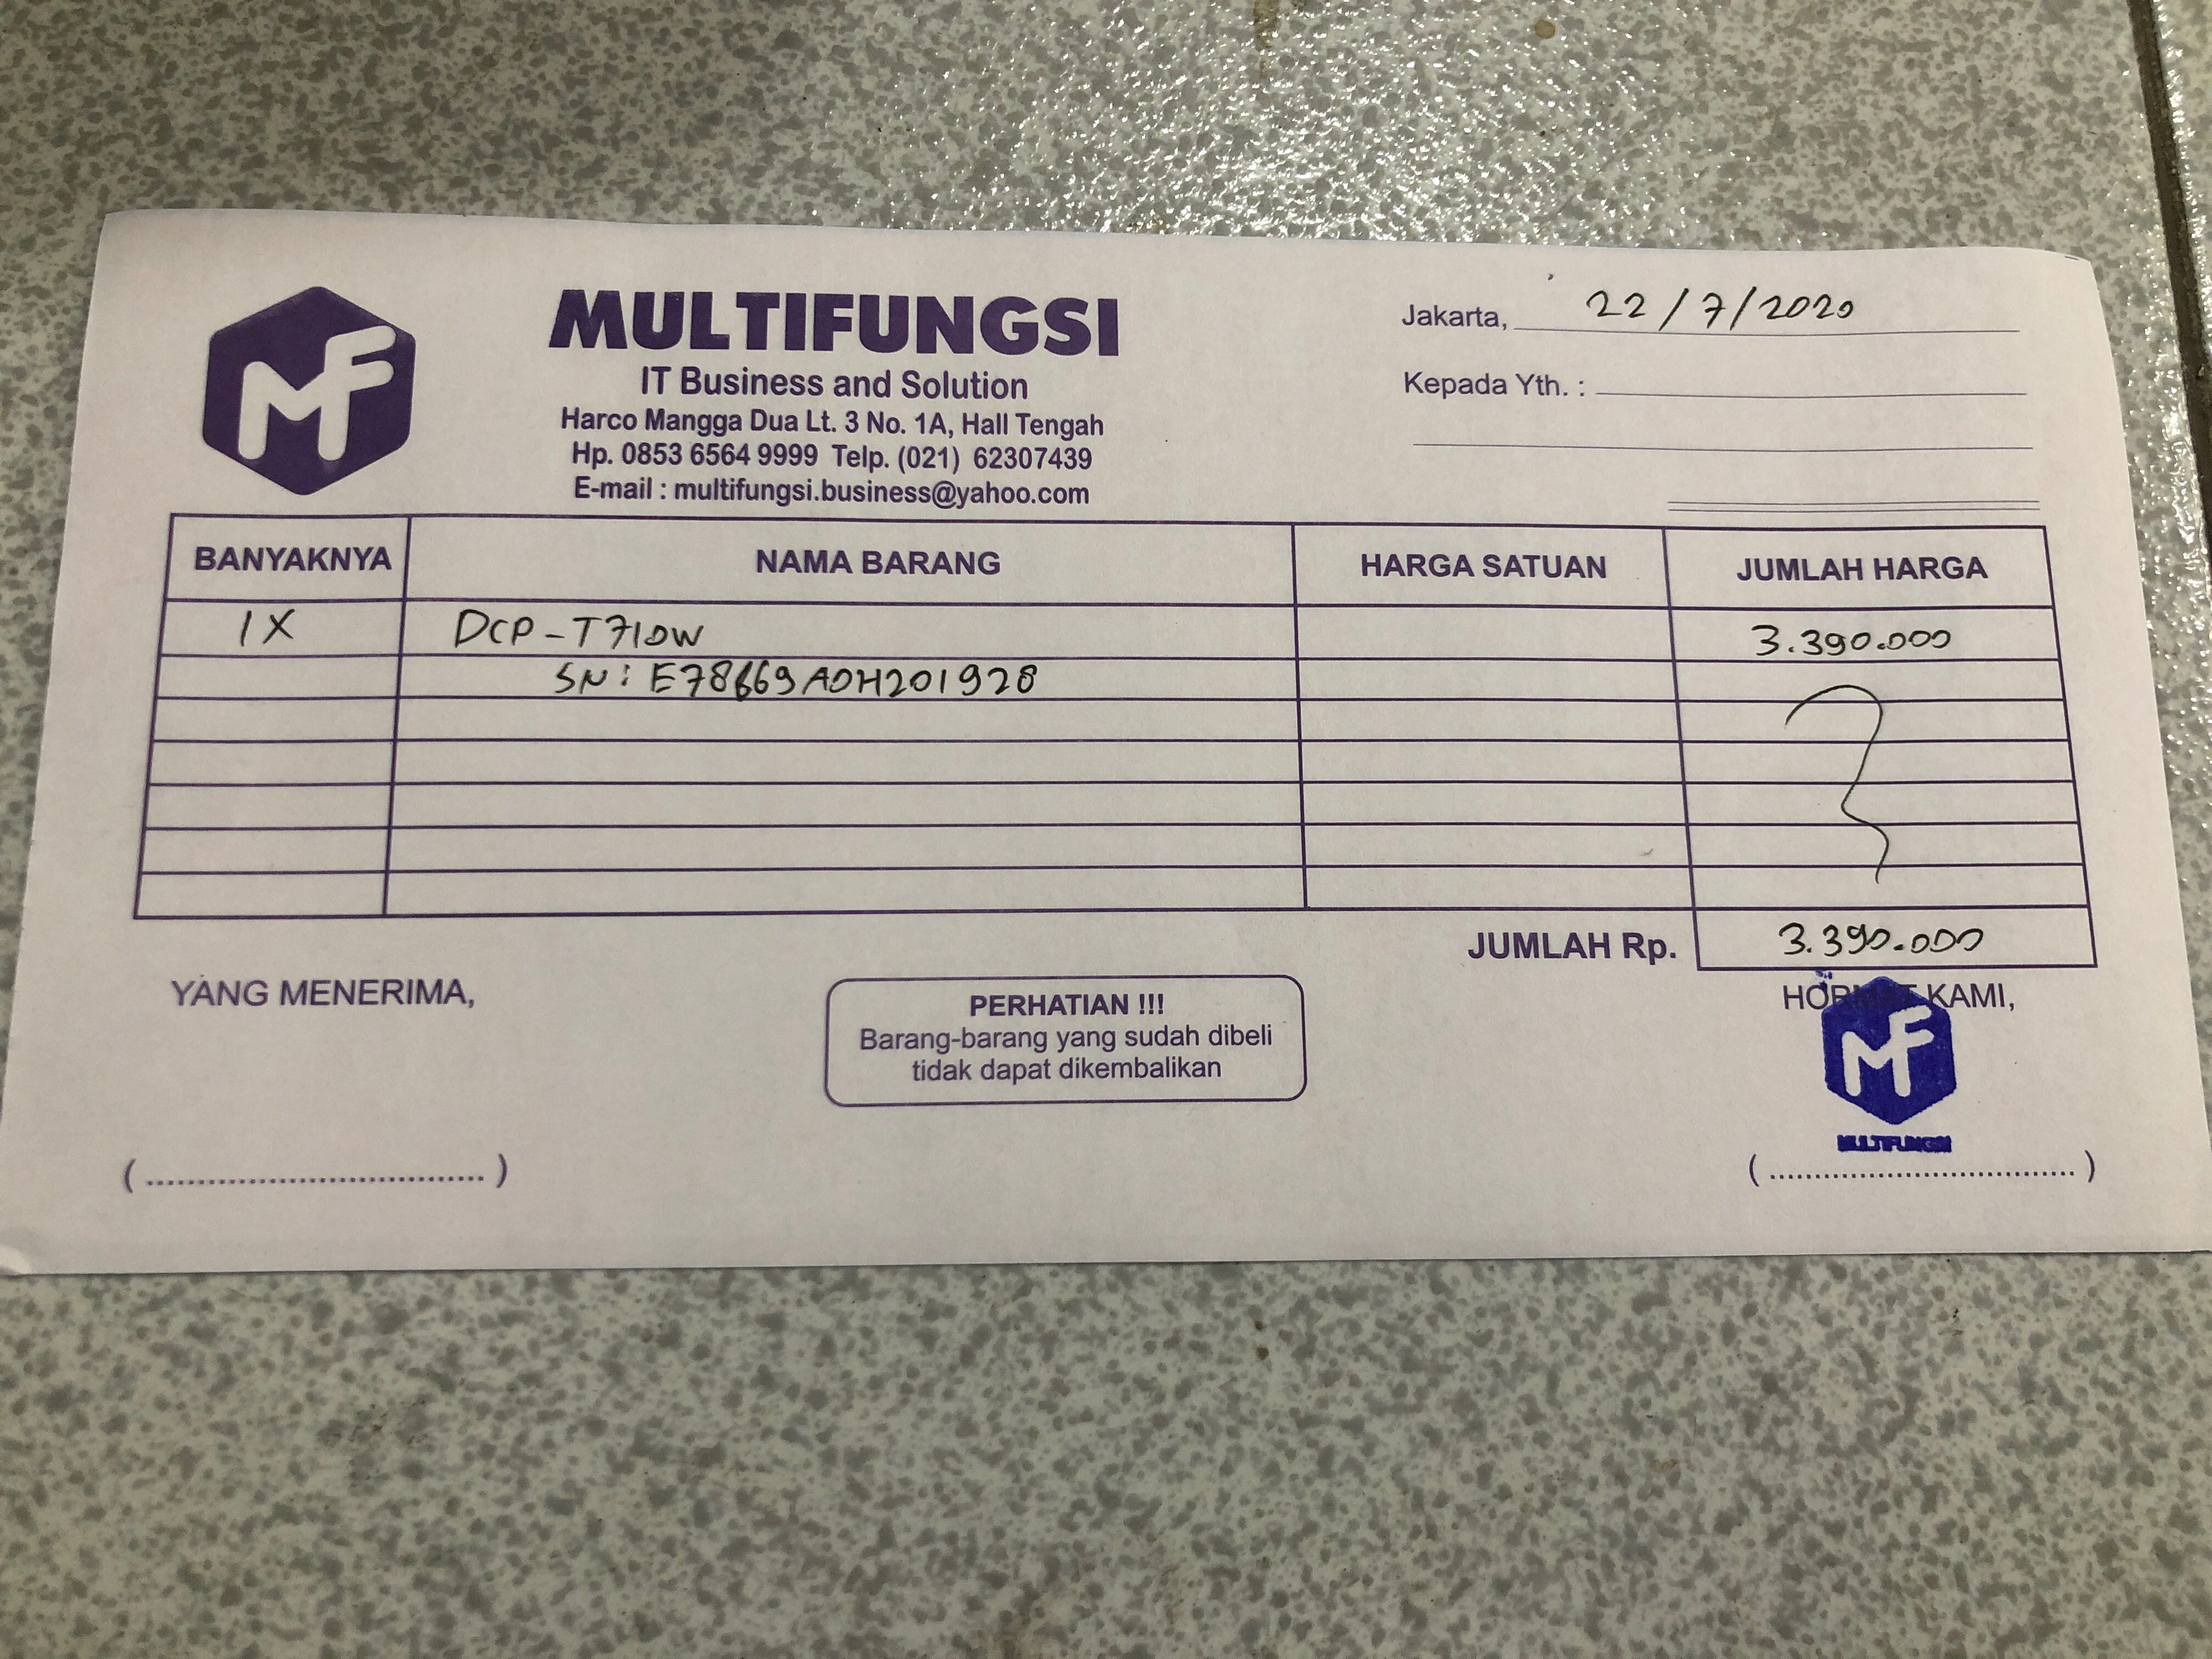 MF
MULTIFUNGSI
IT Business and Solution
Harco Mangga Dua Lt. 3 No. 1A, Hall Tengah
Hp. 0853 6564 9999 Telp. (021) 62307439
E-mail : multifungsi.business@yahoo.com
Jakarta, 22/7/2020
Kepada Yth. :
BANYAKNYA NAMA BARANG HARGA SATUAN JUMLAH HARGA
1X DCP-T710W 3.390.000
SN: E78669A0H201928
JUMLAH Rp. 3.390.000
YANG MENERIMA,
PERHATIAN !!!
Barang-barang yang sudah dibeli
tidak dapat dikembalikan
HORMAT KAMI,
MF
MULTIFUNGSI
(....................................)
(....................................)